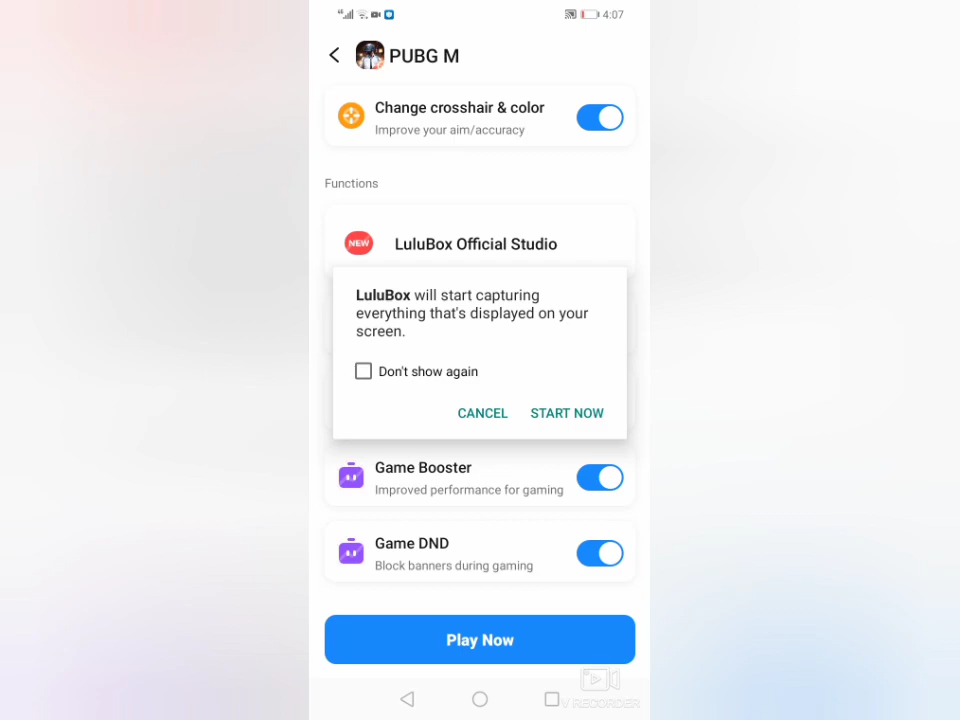 4:07
PUBG M
Change crosshair & color
Improve your aim/accuracy
Functions
NEW
LuluBox Official Studio
LuluBox will start capturing
everything that's displayed on your
screen.
Don't show again
CANCEL START NOW
Game Booster
Improved performance for gaming
Game DND
Block banners during gaming
Play Now
V RECORDER